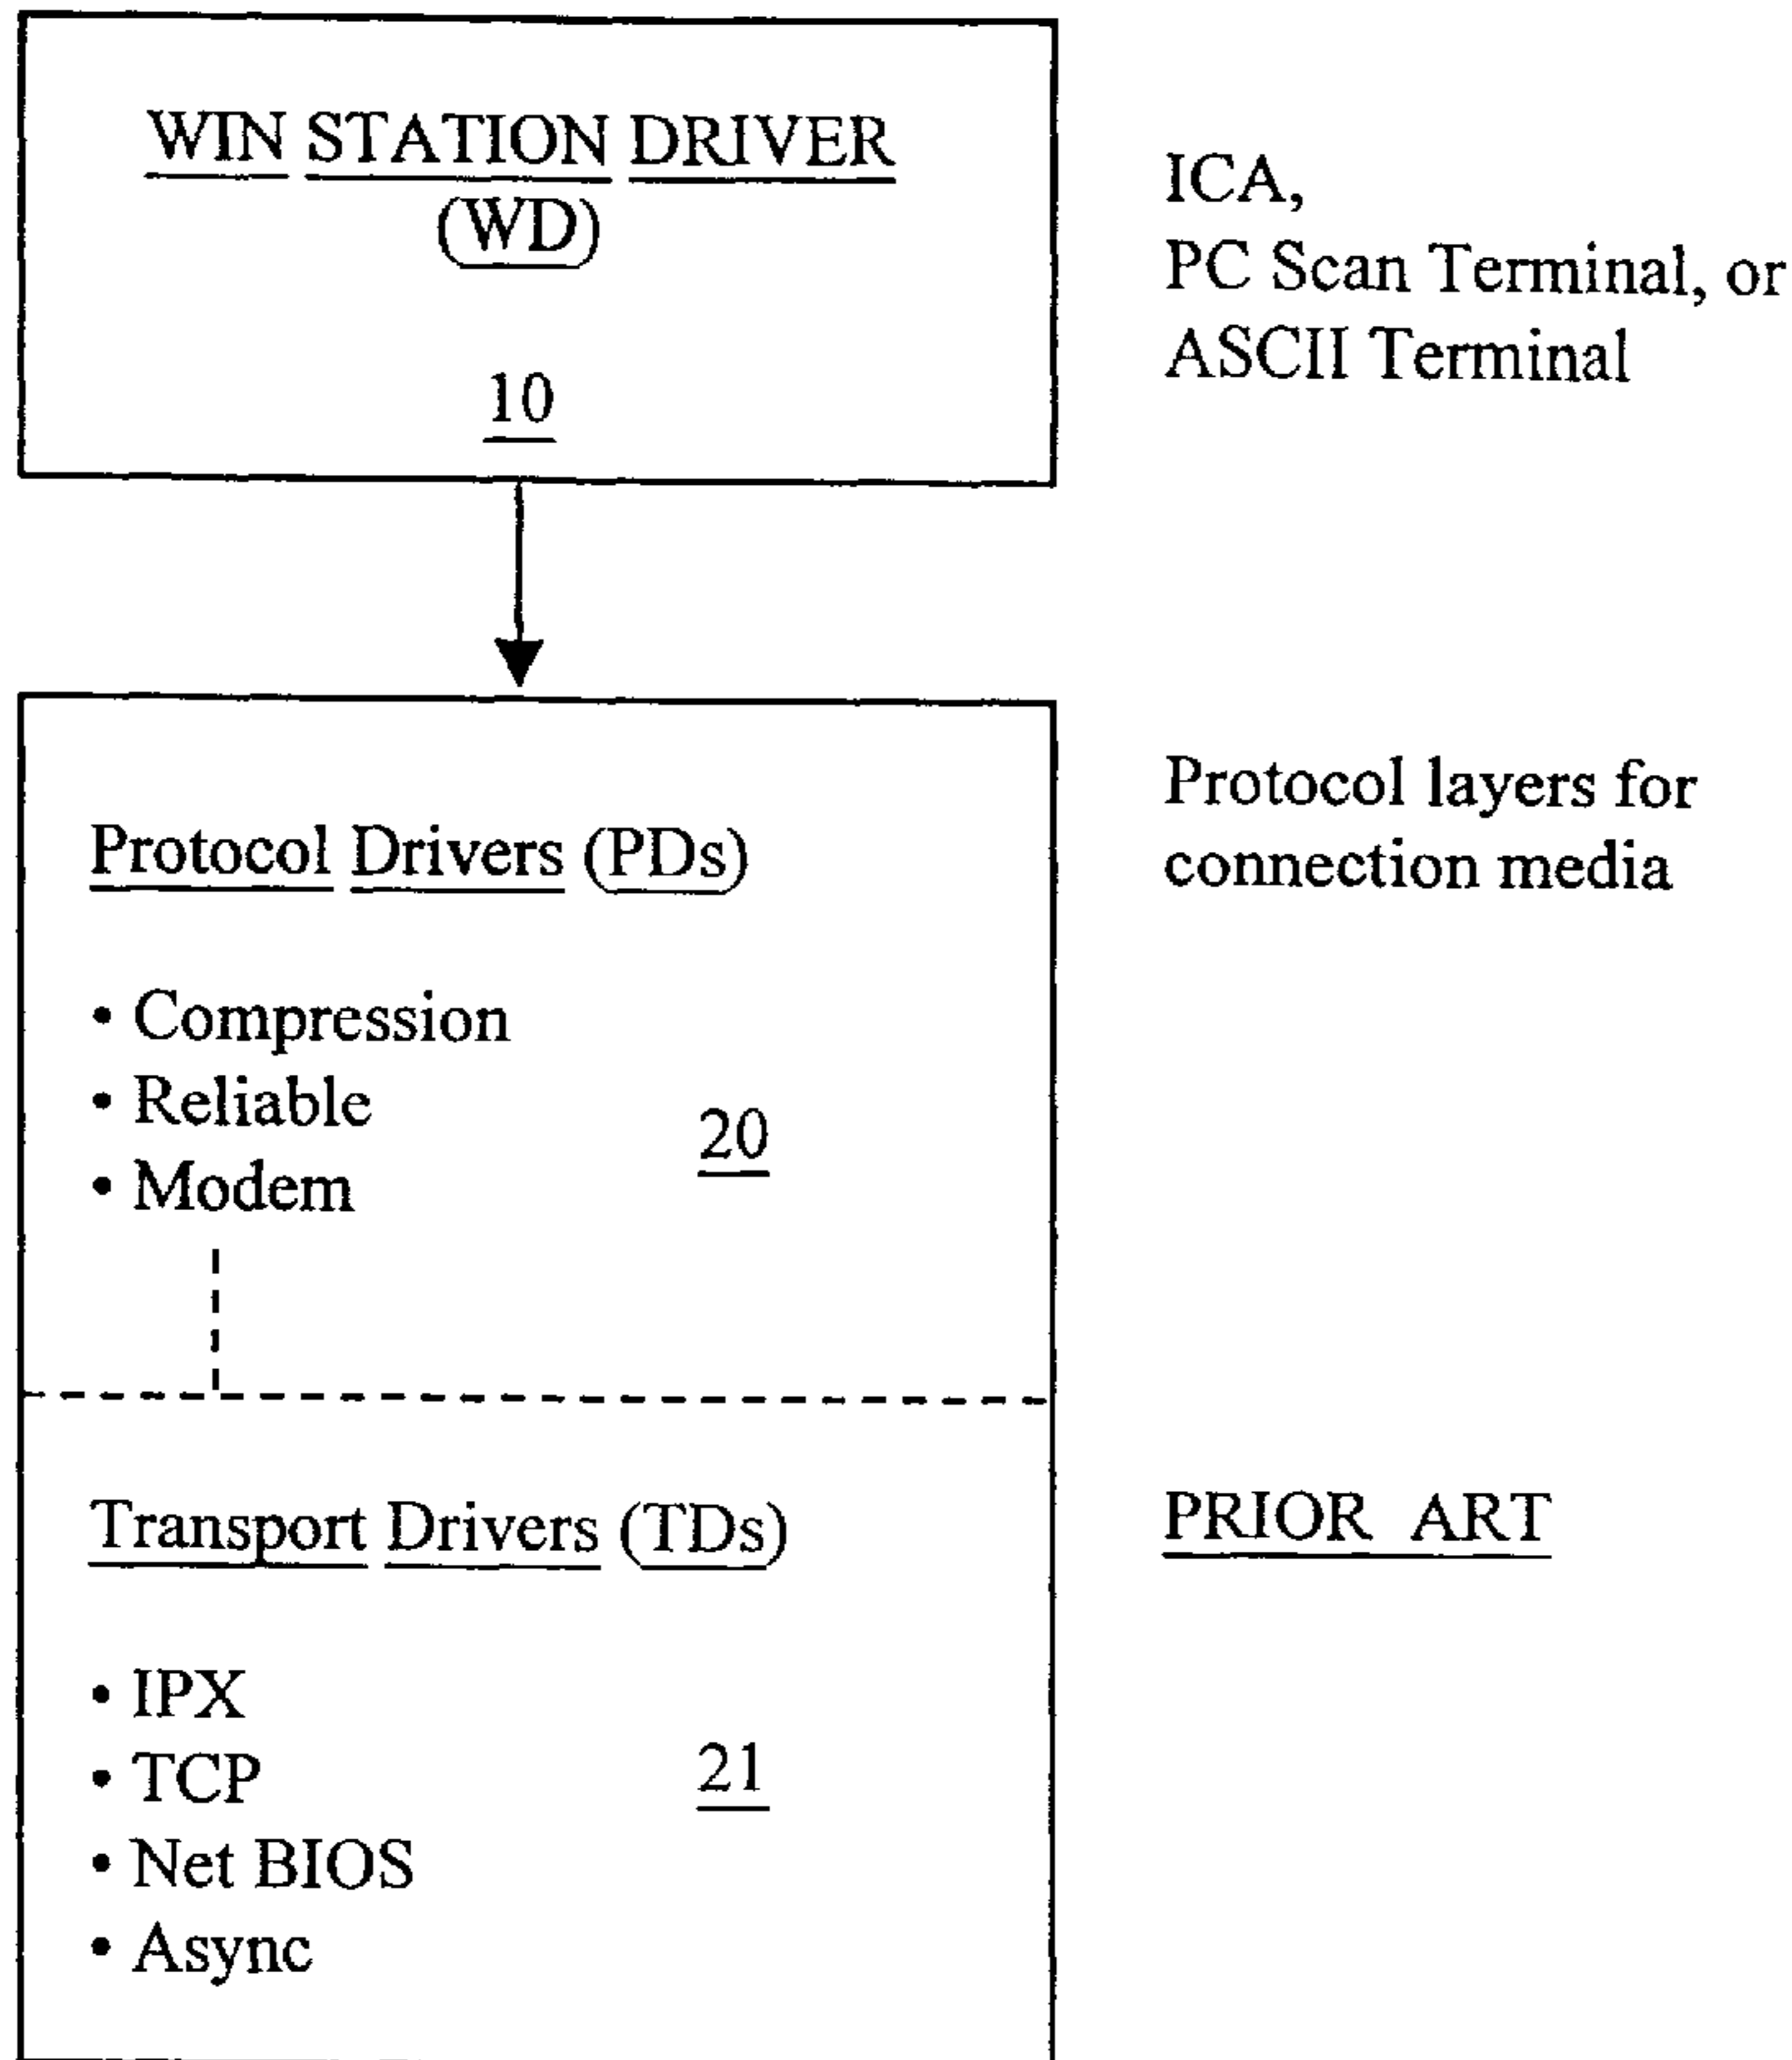 WIN STATION DRIVER
(WD)
10
ICA,
PC Scan Terminal, or
ASCII Terminal
Protocol Drivers (PDs)
• Compression
• Reliable
• Modem
20
Protocol layers for
connection media
Transport Drivers (TDs)
• IPX
• TCP
• Net BIOS
• Async
21
PRIOR ART